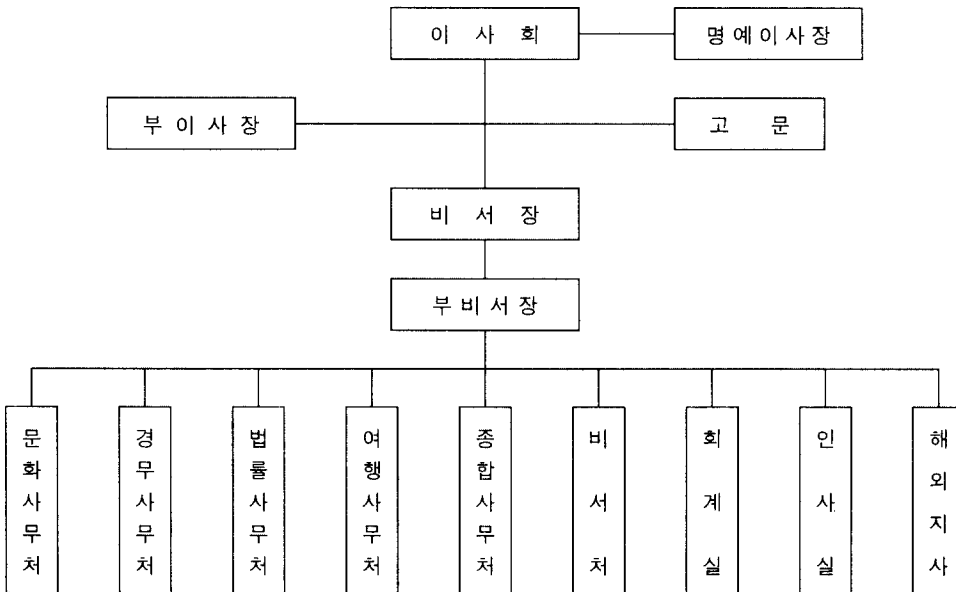 이 사 회
명 예 이 사 장
부 이 사 장
고 문
비 서 장
부 비 서 장
문화사무처
경무사무처
법률사무처
여행사무처
종합사무처
비서처
회계실
인사실
해외지사